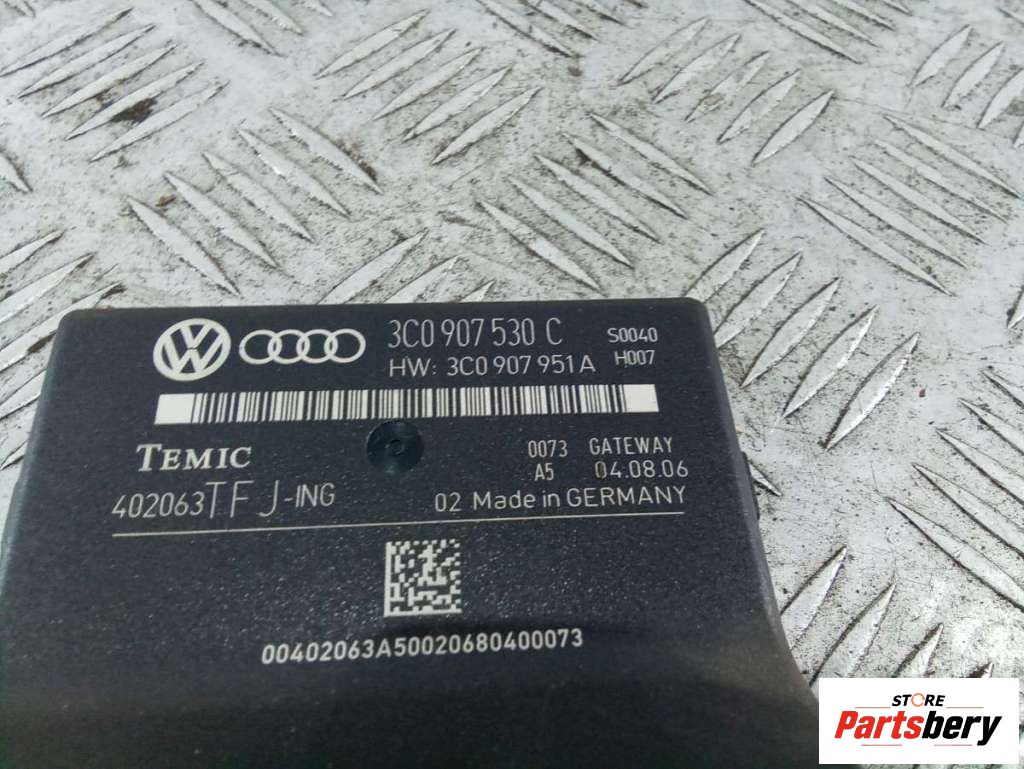 3C0 907 530 C S0040
HW: 3C0 907 951 A H007
TEMIC
0073 GATEWAY
A5 04.08.06
402063TFJ-ING 02 Made in GERMANY
00402063A50020680400073
STORE
Partsbery